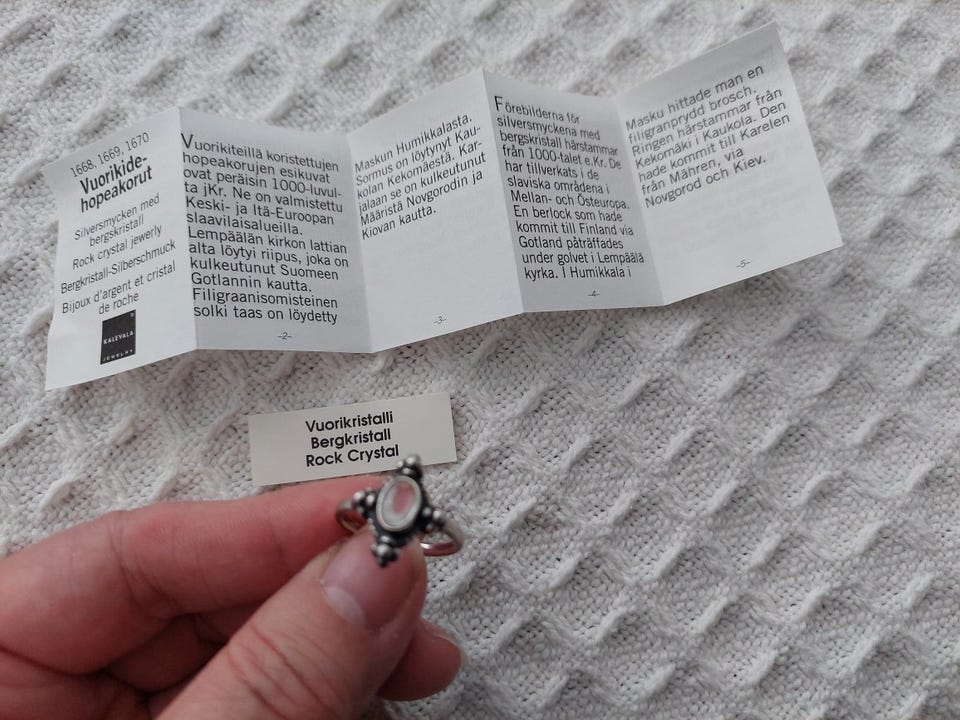 1668, 1669, 1670
Vuorikide-
hopeakorut
Silversmycken med
bergskristall
Rock crystal jewerly
Bergkristall-Silberschmuck
Bijoux d'argent et cristal
de roche
KALEVALA
JEWELRY
Vuorikiteillä koristettujen
hopeakorujen esikuvat
ovat peräisin 1000-luvul-
ta jKr. Ne on valmistettu
Keski- ja Itä-Euroopan
slaavilaisalueilla.
Lempäälän kirkon lattian
alta löytyi riipus, joka on
kulkeutunut Suomeen
Gotlannin kautta.
Filigraanisomisteinen
solki taas on löydetty
-2-
Maskun Humikkalasta.
Sormus on löytynyt Kau-
kolan Kekomäestä. Kar-
jalaan se on kulkeutunut
Määristä Novgorodin ja
Kiovan kautta.
-3-
Förebilderna för
silversmyckena med
bergskristall härstammar
från 1000-talet e.Kr. De
har tillverkats i de
slaviska områdena i
Mellan- och Östeuropa.
En berlock som hade
kommit till Finland via
Gotland påträffades
under golvet i Lempäälä
kyrka. I Humikkala i
-4-
Masku hittade man en
filigranprydd brosch.
Ringen härstammar från
Kekomäki i Kaukola. Den
hade kommit till Karelen
från Mähren, via
Novgorod och Kiev.
-5-
Vuorikristalli
Bergkristall
Rock Crystal